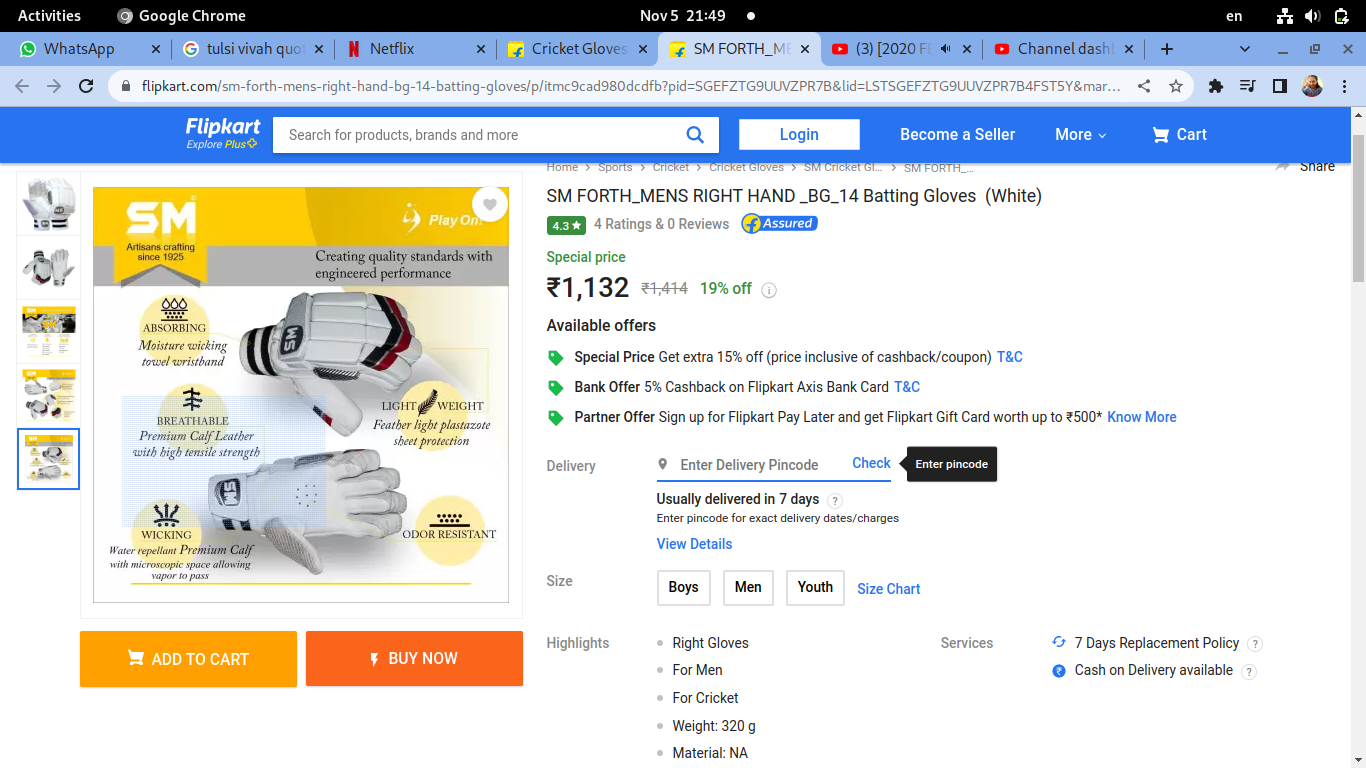 Activities
Google Chrome
Nov 5 21:49
en
WhatsApp
tulsi vivah quo
Netflix
Cricket Gloves
SM FORTH_ME
(3) [2020 F
Channel dash
flipkart.com/sm-forth-mens-right-hand-bg-14-batting-gloves/p/itmc9cad980dcdfb?pid=SGEFZTG9UUVZPR7B&lid=LSTSGEFZTG9UUVZPR7B4FST5Y&mar...
Flipkart
Explore Plus
Search for products, brands and more
Login
Become a Seller
More
Cart
Home > Sports > Cricket > Cricket Gloves > SM Cricket Gl... > SM FORTH_...
Share
SM FORTH_MENS RIGHT HAND _BG_14 Batting Gloves (White)
4.3 ★ 4 Ratings & 0 Reviews Assured
Special price
₹1,132 ₹1,414 19% off
Available offers
Special Price Get extra 15% off (price inclusive of cashback/coupon) T&C
Bank Offer 5% Cashback on Flipkart Axis Bank Card T&C
Partner Offer Sign up for Flipkart Pay Later and get Flipkart Gift Card worth up to ₹500* Know More
Delivery
Enter Delivery Pincode
Check
Enter pincode
Usually delivered in 7 days ?
Enter pincode for exact delivery dates/charges
View Details
Size
Boys
Men
Youth
Size Chart
Highlights
Right Gloves
For Men
For Cricket
Weight: 320 g
Material: NA
Services
7 Days Replacement Policy ?
Cash on Delivery available ?
SM
Artisans crafting
since 1925
Play On
Creating quality standards with
engineered performance
ABSORBING
Moisture wicking
towel wristband
BREATHABLE
Premium Calf Leather
with high tensile strength
LIGHT WEIGHT
Feather light plastazote
sheet protection
WICKING
Water repellant Premium Calf
with microscopic space allowing
vapor to pass
ODOR RESISTANT
SM
SM
ADD TO CART
BUY NOW